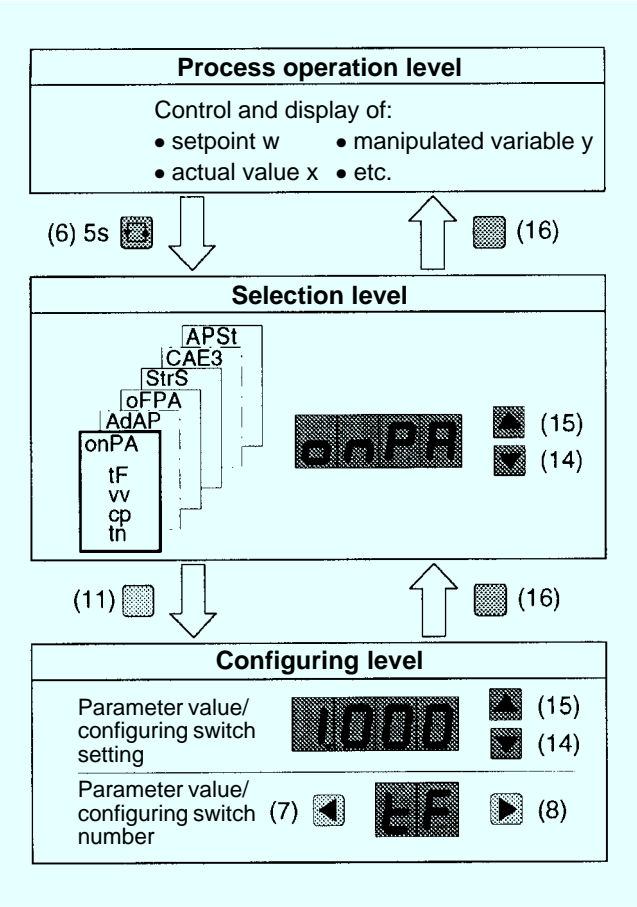 Process operation level
Control and display of:
• setpoint w • manipulated variable y
• actual value x • etc.
(6) 5s (16)
Selection level
APSt
CAE3
StrS
oFPA
AdAP
onPA
tF
vv
cp
tn
onPA
(15)
(14)
(11) (16)
Configuring level
Parameter value/
configuring switch
setting
1.000
(15)
(14)
Parameter value/
configuring switch
number
(7) tF (8)